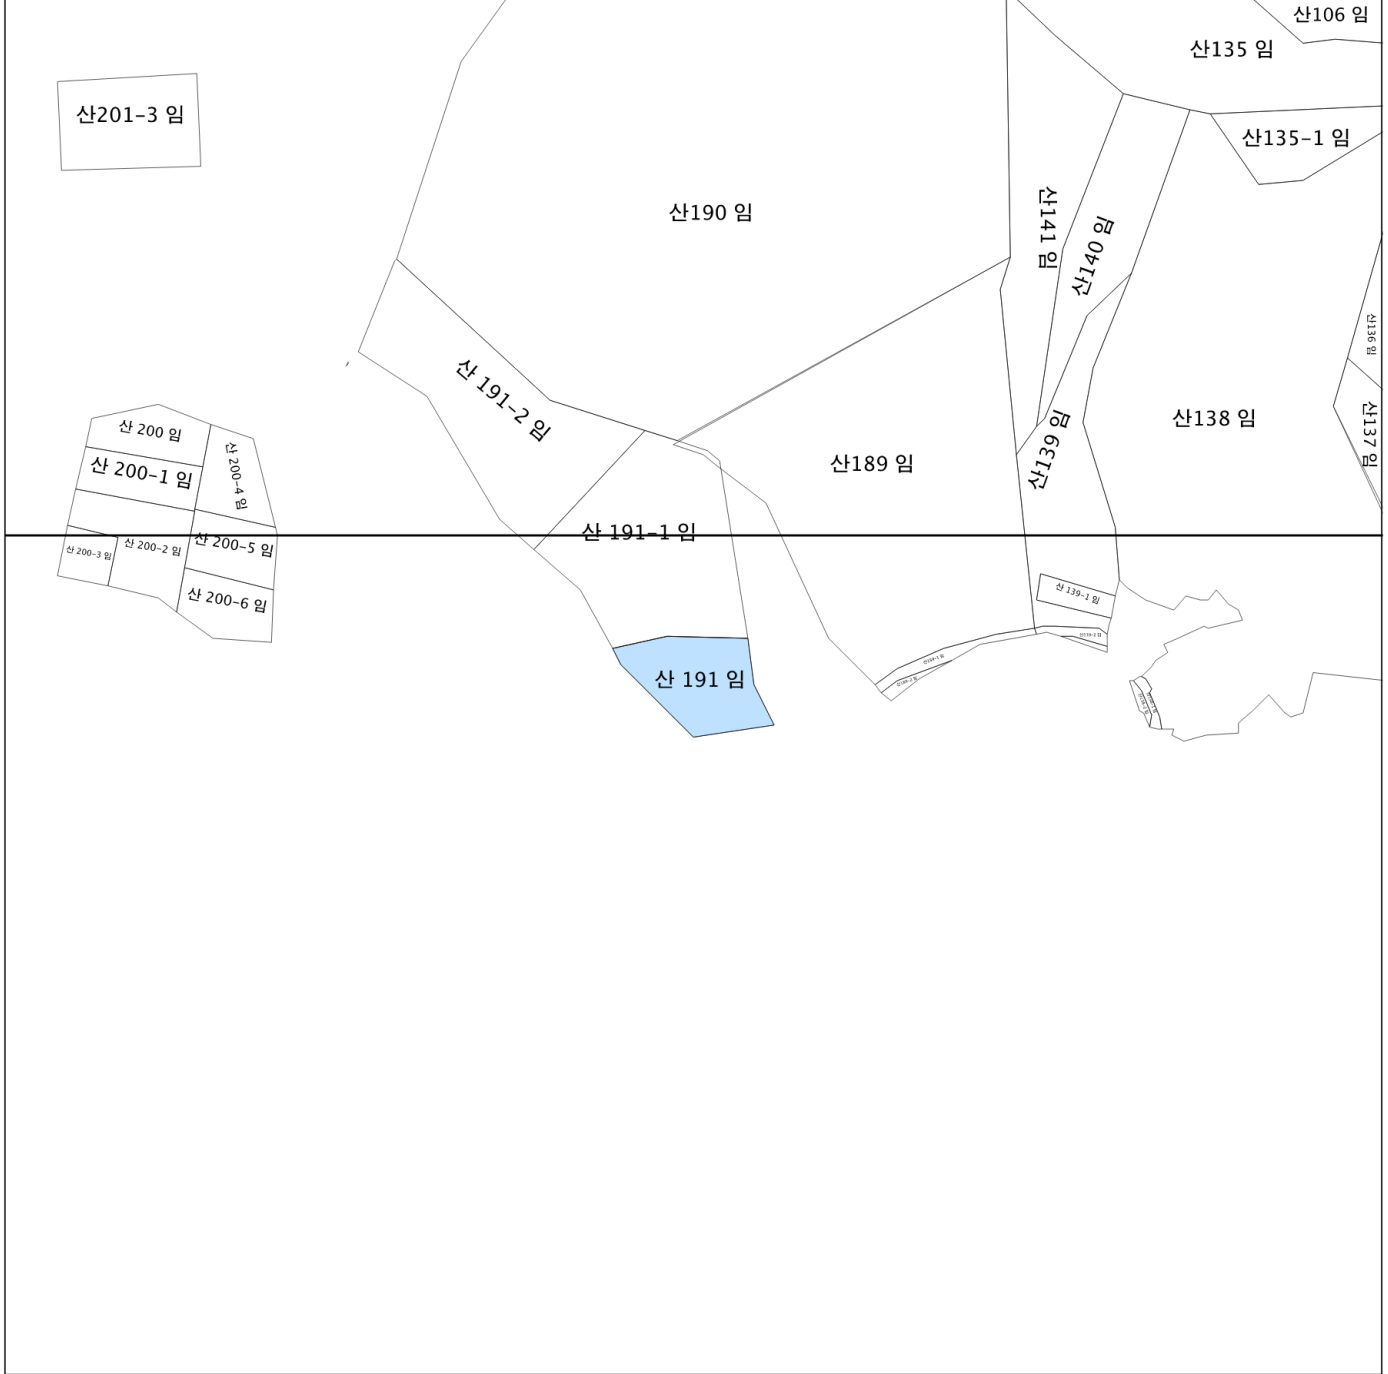 산106 임
산135 임
산201-3 임
산135-1 임
산190 임
산141 임
산140 임
산136 임
산 191-2 임
산138 임
산137 임
산 200 임
산 200-4 임
산 200-1 임
산189 임
산139 임
산 191-1 임
산 200-3 임
산 200-2 임
산 200-5 임
산 200-6 임
산 139-1 임
산 191 임